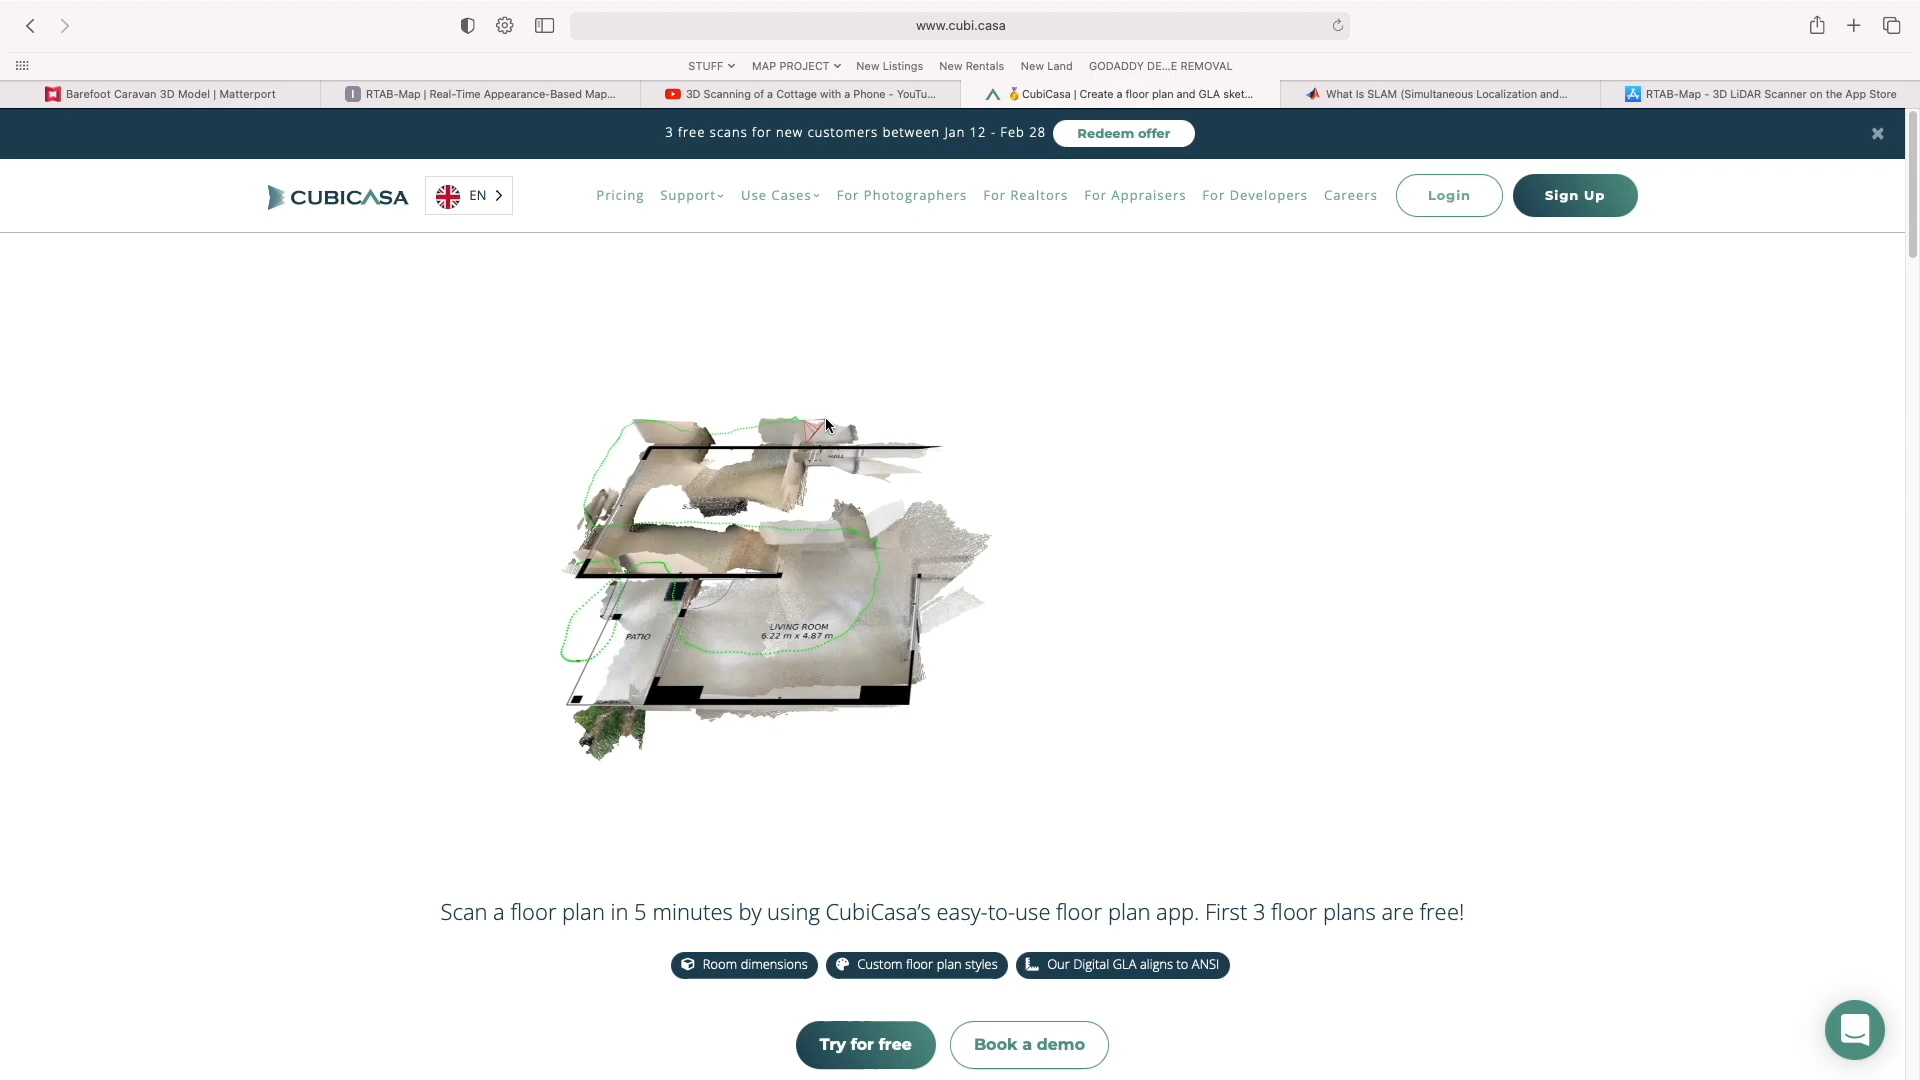 www.cubi.casa
STUFF MAP PROJECT New Listings New Rentals New Land GODADDY DE...E REMOVAL
Barefoot Caravan 3D Model | Matterport
RTAB-Map | Real-Time Appearance-Based Map...
3D Scanning of a Cottage with a Phone - YouTu...
CubiCasa | Create a floor plan and GLA sket...
What Is SLAM (Simultaneous Localization and...
RTAB-Map - 3D LiDAR Scanner on the App Store
3 free scans for new customers between Jan 12 - Feb 28 Redeem offer
CUBICASA EN Pricing Support Use Cases For Photographers For Realtors For Appraisers For Developers Careers Login Sign Up
HALL
PATIO
LIVING ROOM
6.22 m x 4.87 m
Scan a floor plan in 5 minutes by using CubiCasa's easy-to-use floor plan app. First 3 floor plans are free!
Room dimensions Custom floor plan styles Our Digital GLA aligns to ANSI
Try for free Book a demo